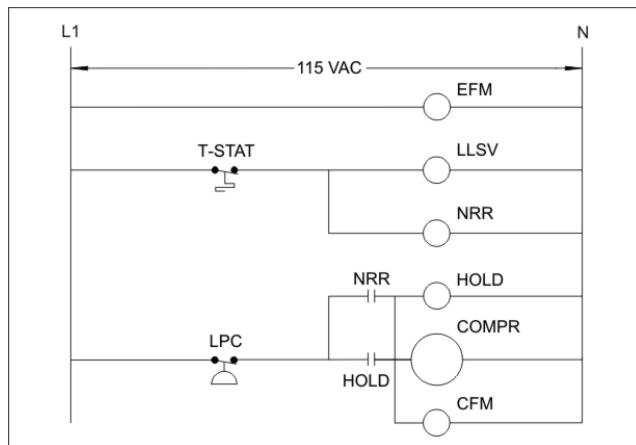 L1 N
115 VAC
EFM
T-STAT LLSV
NRR
NRR HOLD
LPC COMPR
HOLD
CFM